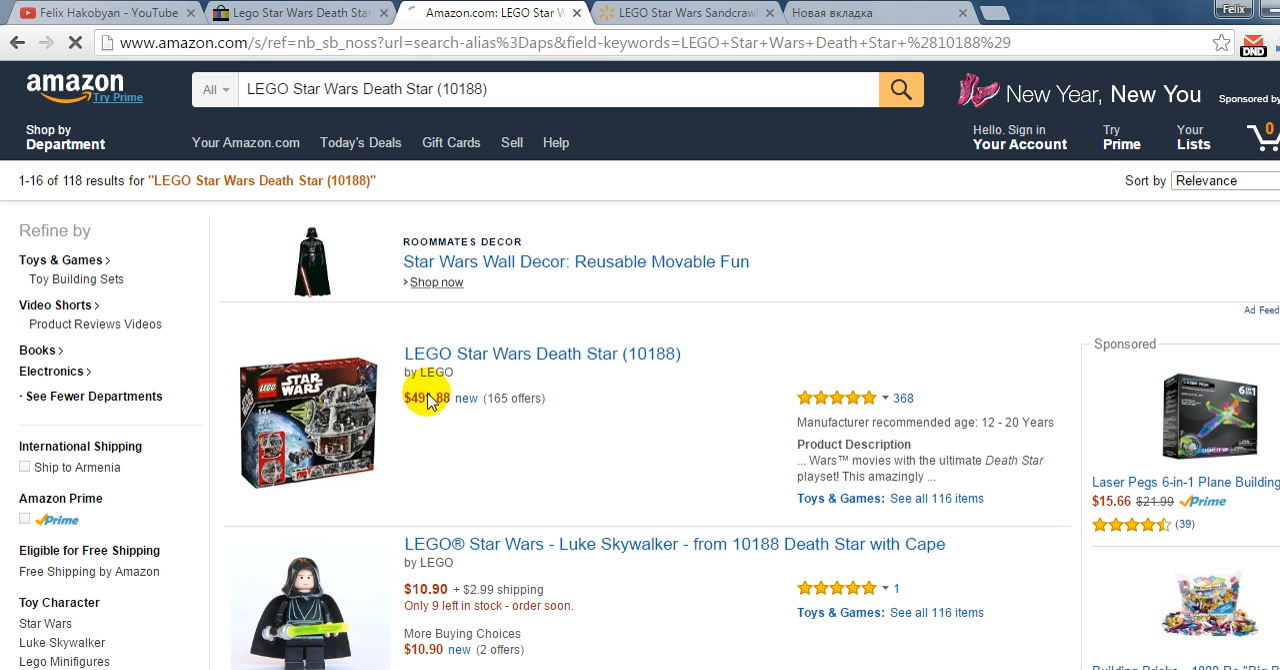 Felix Hakobyan - YouTube
Lego Star Wars Death Star
Amazon.com: LEGO Star W
LEGO Star Wars Sandcrawl
Новая вкладка
Felix
www.amazon.com/s/ref=nb_sb_noss?url=search-alias%3Daps&field-keywords=LEGO+Star+Wars+Death+Star+%2810188%29
DND
amazon
Try Prime
All
LEGO Star Wars Death Star (10188)
New Year, New You
Sponsored by
Shop by
Department
Your Amazon.com
Today's Deals
Gift Cards
Sell
Help
Hello. Sign in
Your Account
Try
Prime
Your
Lists
0
1-16 of 118 results for "LEGO Star Wars Death Star (10188)"
Sort by
Relevance
Refine by
Toys & Games
Toy Building Sets
Video Shorts
Product Reviews Videos
Books
Electronics
See Fewer Departments
International Shipping
Ship to Armenia
Amazon Prime
Prime
Eligible for Free Shipping
Free Shipping by Amazon
Toy Character
Star Wars
Luke Skywalker
Lego Minifigures
ROOMMATES DECOR
Star Wars Wall Decor: Reusable Movable Fun
Shop now
Ad Feed
LEGO
STAR WARS
14+
LEGO Star Wars Death Star (10188)
by LEGO
new (165 offers)
368
Manufacturer recommended age: 12 - 20 Years
Product Description
... Wars™ movies with the ultimate Death Star
playset! This amazingly ...
Toys & Games: See all 116 items
LEGO® Star Wars - Luke Skywalker - from 10188 Death Star with Cape
by LEGO
$10.90 + $2.99 shipping
Only 9 left in stock - order soon.
More Buying Choices
$10.90 new (2 offers)
1
Toys & Games: See all 116 items
Sponsored
6 IN 1
LIGHT IT UP
Laser Pegs 6-in-1 Plane Building
$15.66 $21.99 Prime
(39)